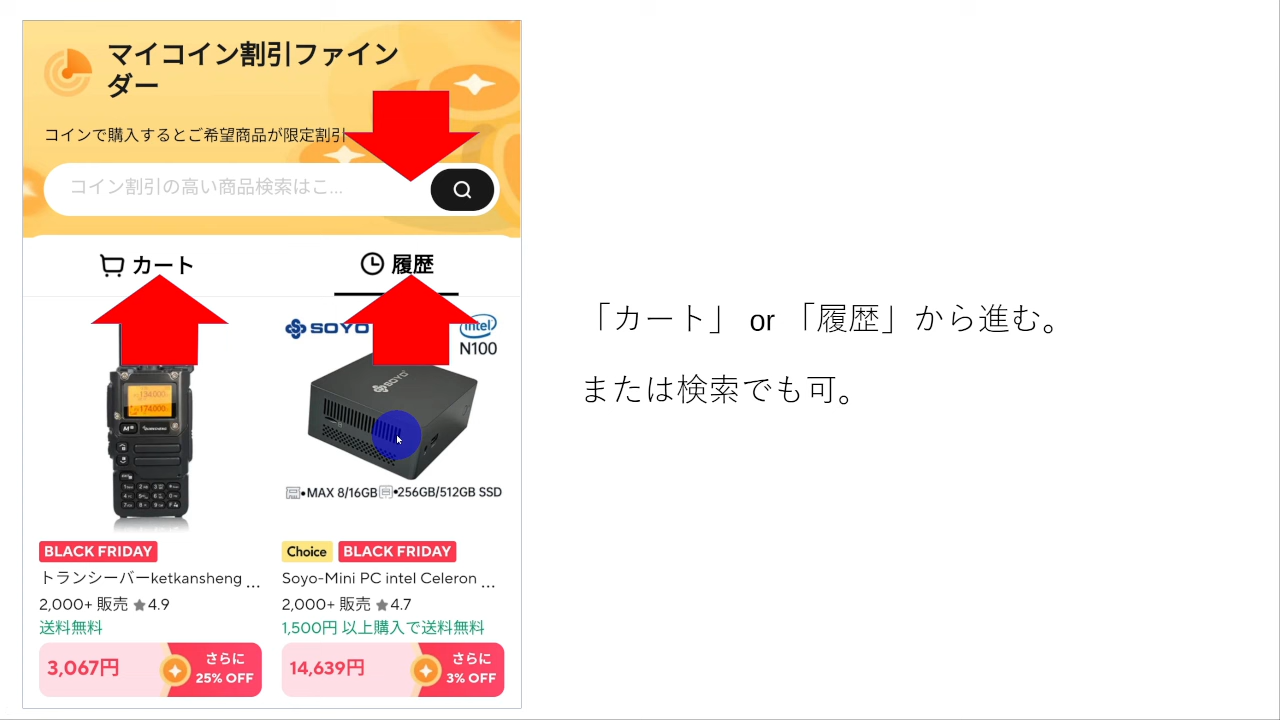 マイコイン割引ファイン
ダー
コインで購入するとご希望商品が限定割引
コイン割引の高い商品検索はこ...
カート
履歴
SOYO
intel
N100
134.000
174.000
SOYO
•MAX 8/16GB •256GB/512GB SSD
BLACK FRIDAY
Choice BLACK FRIDAY
トランシーバーketkansheng ...
Soyo-Mini PC intel Celeron ...
2,000+ 販売 ★4.9
2,000+ 販売 ★4.7
送料無料
1,500円 以上購入で送料無料
3,067円
さらに
25% OFF
14,639円
さらに
3% OFF
「カート」 or 「履歴」から進む。
または検索でも可。